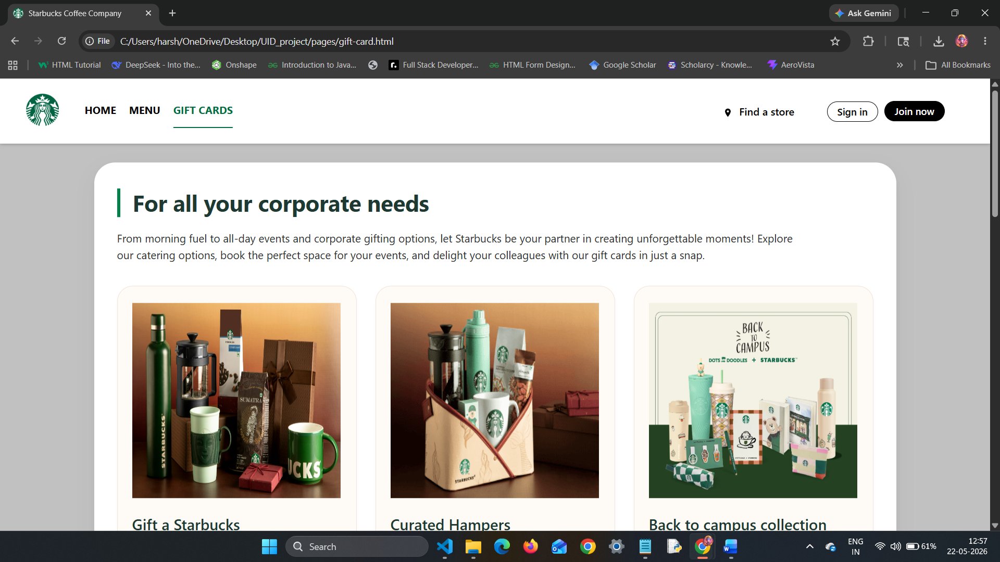 Starbucks Coffee Company
Ask Gemini
File
C:/Users/harsh/OneDrive/Desktop/UID_project/pages/gift-card.html
HTML Tutorial
DeepSeek - Into the...
Onshape
Introduction to Java...
Full Stack Developer...
HTML Form Design...
Google Scholar
Scholarcy - Knowle...
AeroVista
All Bookmarks
HOME
MENU
GIFT CARDS
Find a store
Sign in
Join now
For all your corporate needs
From morning fuel to all-day events and corporate gifting options, let Starbucks be your partner in creating unforgettable moments! Explore
our catering options, book the perfect space for your events, and delight your colleagues with our gift cards in just a snap.
STARBUCKS
SUMATRA
UCKS
Almonds
STARBUCKS
BACK
TO
CAMPUS
DOTS AND DOODLES + STARBUCKS
Gift a Starbucks
Curated Hampers
Back to campus collection
Search
ENG
IN
61%
12:57
22-05-2026